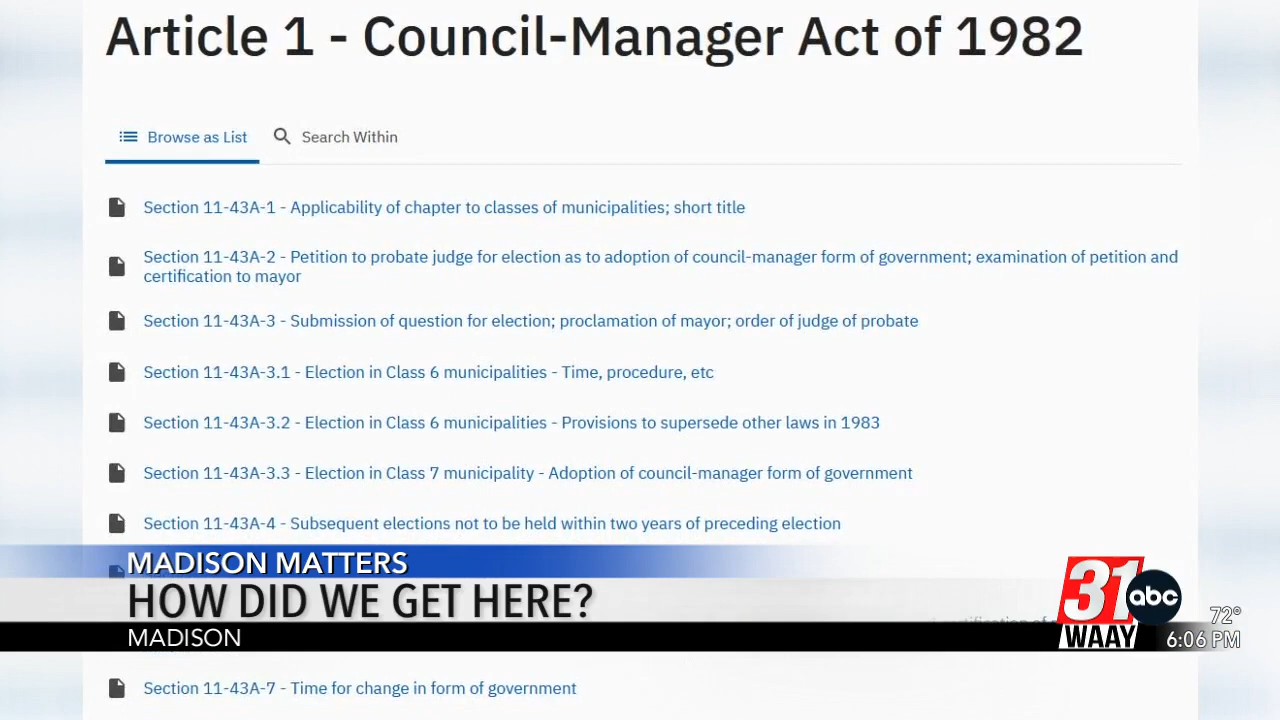 Article 1 - Council-Manager Act of 1982
Browse as List
Search Within
Section 11-43A-1 - Applicability of chapter to classes of municipalities; short title
Section 11-43A-2 - Petition to probate judge for election as to adoption of council-manager form of government; examination of petition and
certification to mayor
Section 11-43A-3 - Submission of question for election; proclamation of mayor; order of judge of probate
Section 11-43A-3.1 - Election in Class 6 municipalities - Time, procedure, etc
Section 11-43A-3.2 - Election in Class 6 municipalities - Provisions to supersede other laws in 1983
Section 11-43A-3.3 - Election in Class 7 municipality - Adoption of council-manager form of government
Section 11-43A-4 - Subsequent elections not to be held within two years of preceding election
MADISON MATTERS
HOW DID WE GET HERE?
MADISON
31
abc
WAAY
72°
6:06 PM
Section 11-43A-7 - Time for change in form of government